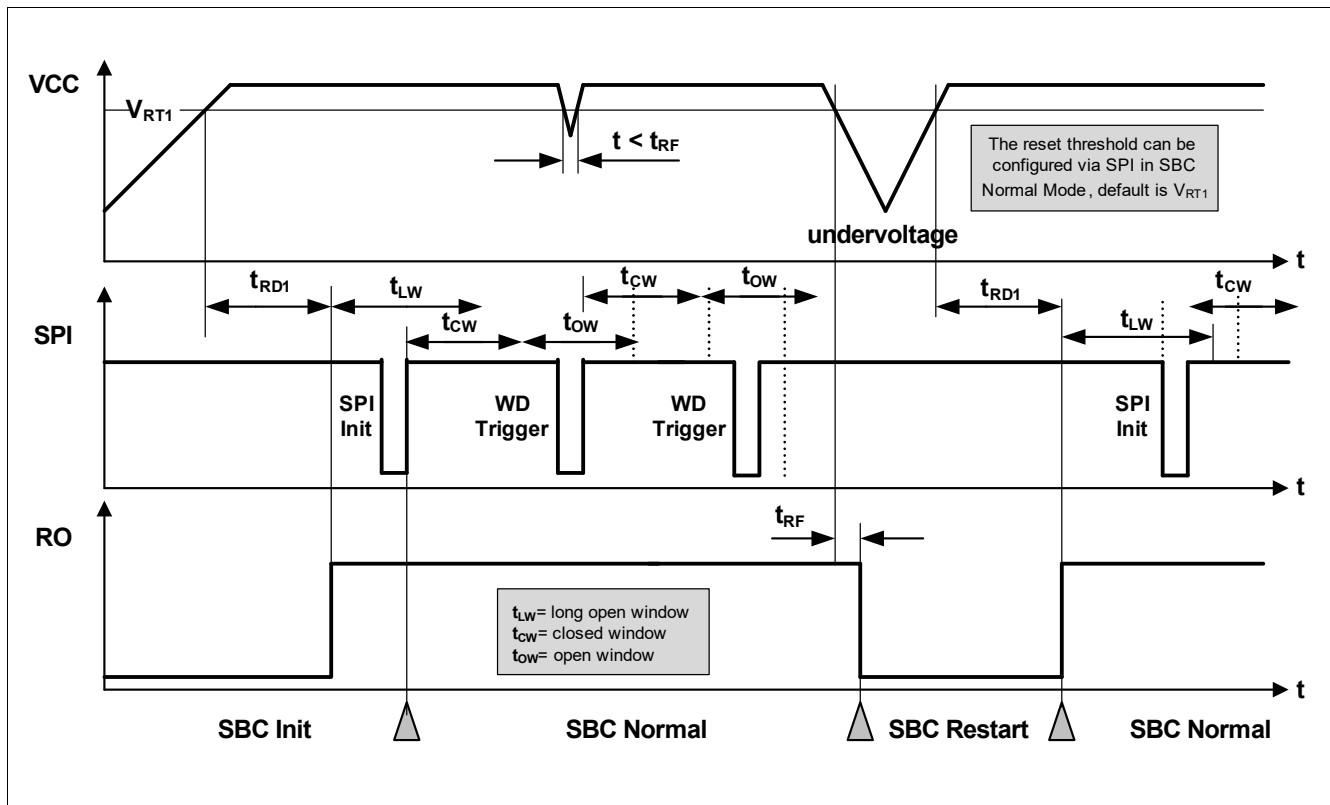 VCC
VRT1
t < tRF
The reset threshold can be
configured via SPI in SBC
Normal Mode, default is VRT1
undervoltage
t
tRD1
tLW
tCW
tOW
tRD1
tCW
SPI
tCW
tOW
tLW
SPI
Init
WD
Trigger
WD
Trigger
SPI
Init
t
RO
tRF
tLW= long open window
tCW= closed window
tOW= open window
t
SBC Init
SBC Normal
SBC Restart
SBC Normal